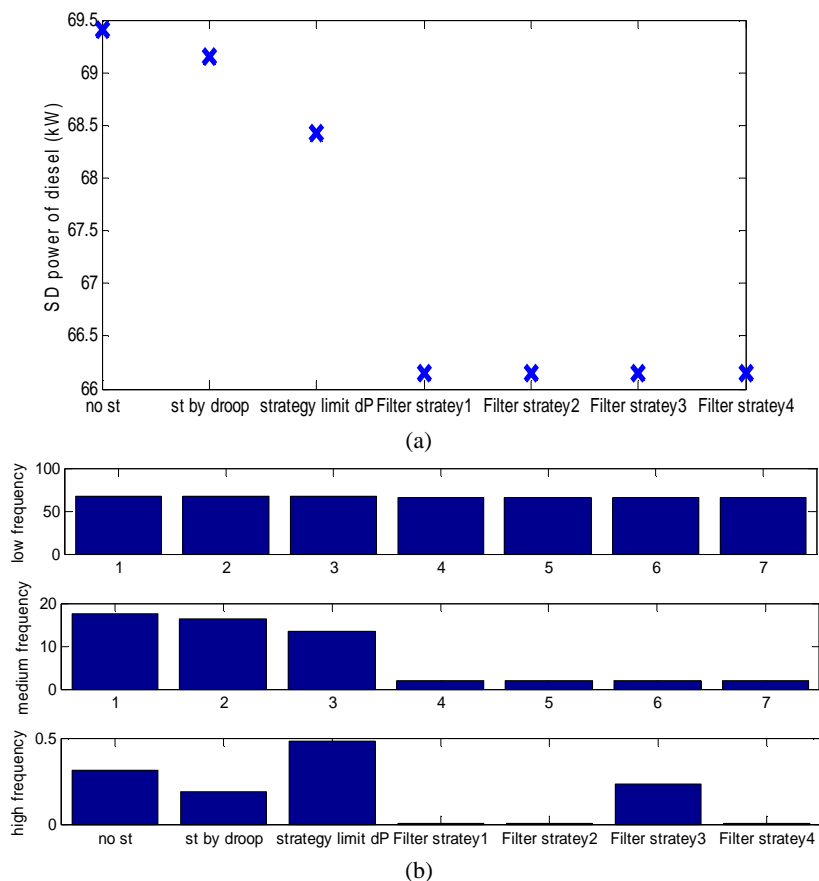 69.5
69
68.5
68
67.5
67
66.5
66
SD power of diesel (kW)
no st st by droop strategy limit dP Filter stratey1 Filter stratey2 Filter stratey3 Filter stratey4
(a)
100
50
0
low frequency
1 2 3 4 5 6 7
20
10
0
medium frequency
1 2 3 4 5 6 7
0.5
0
high frequency
no st st by droop strategy limit dP Filter stratey1 Filter stratey2 Filter stratey3 Filter stratey4
(b)